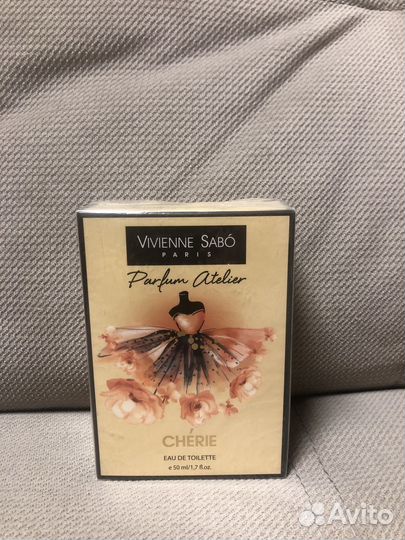 VIVIENNE SABÓ
PARIS
Parfum Atelier
CHÉRIE
EAU DE TOILETTE
e 50 ml/1,7 fl.oz.
Avito